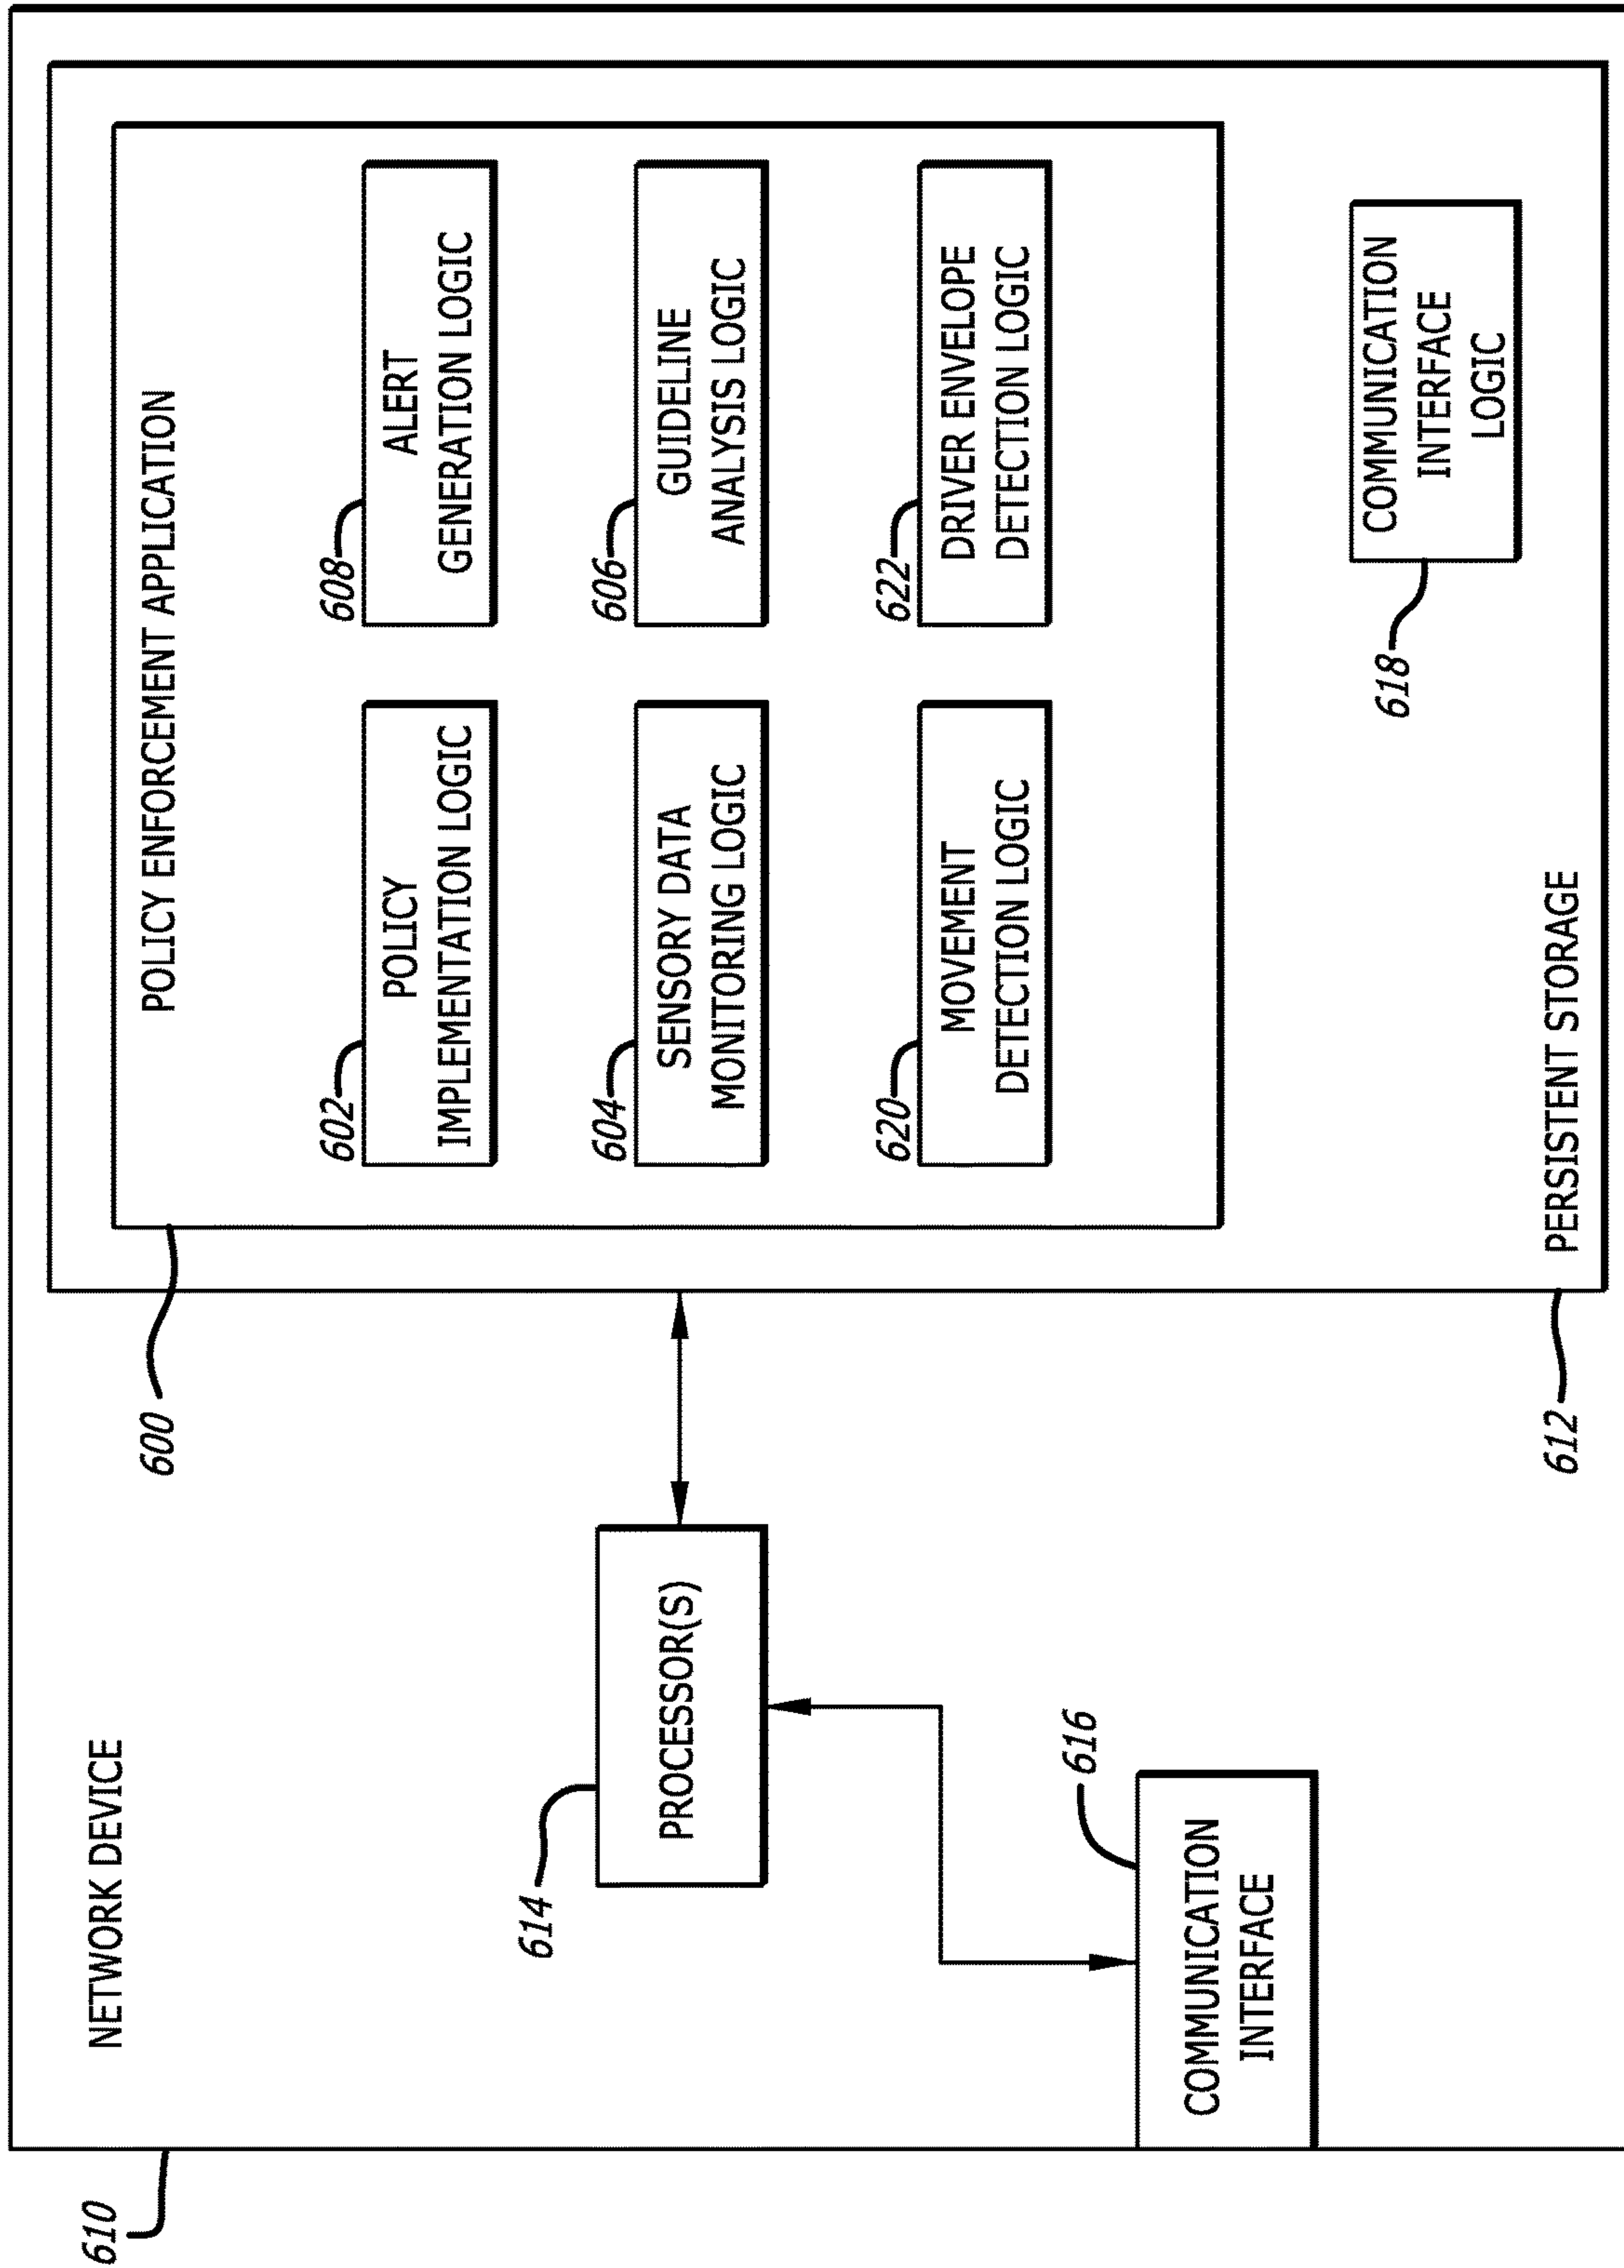 610
NETWORK DEVICE
600
POLICY ENFORCEMENT APPLICATION
602
POLICY
IMPLEMENTATION LOGIC
608
ALERT
GENERATION LOGIC
604
SENSORY DATA
MONITORING LOGIC
606
GUIDELINE
ANALYSIS LOGIC
620
MOVEMENT
DETECTION LOGIC
622
DRIVER ENVELOPE
DETECTION LOGIC
614
PROCESSOR(S)
616
COMMUNICATION
INTERFACE
618
COMMUNICATION
INTERFACE
LOGIC
612
PERSISTENT STORAGE